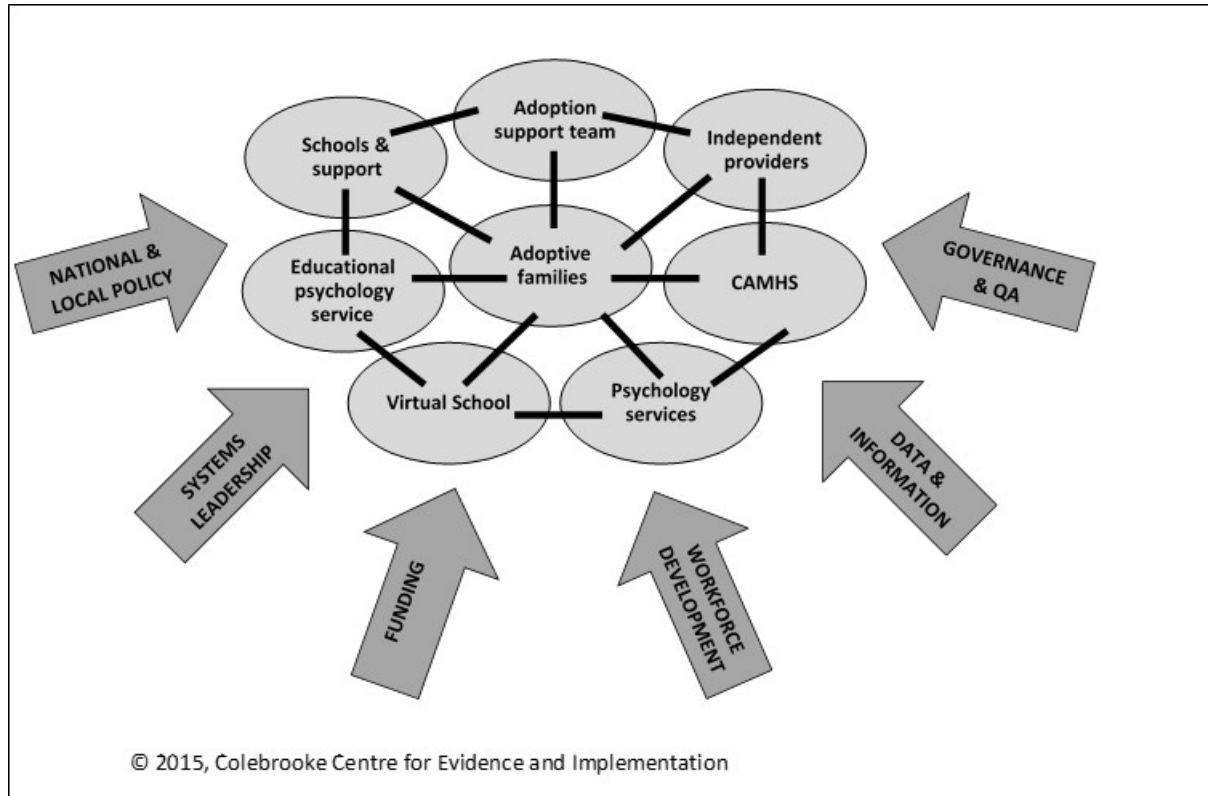 Adoption
support team
Schools &
support
Independent
providers
Adoptive
families
Educational
psychology
service
CAMHS
Virtual School
Psychology
services
NATIONAL &
LOCAL POLICY
GOVERNANCE
& QA
SYSTEMS
LEADERSHIP
DATA &
INFORMATION
FUNDING
WORKFORCE
DEVELOPMENT
© 2015, Colebrooke Centre for Evidence and Implementation